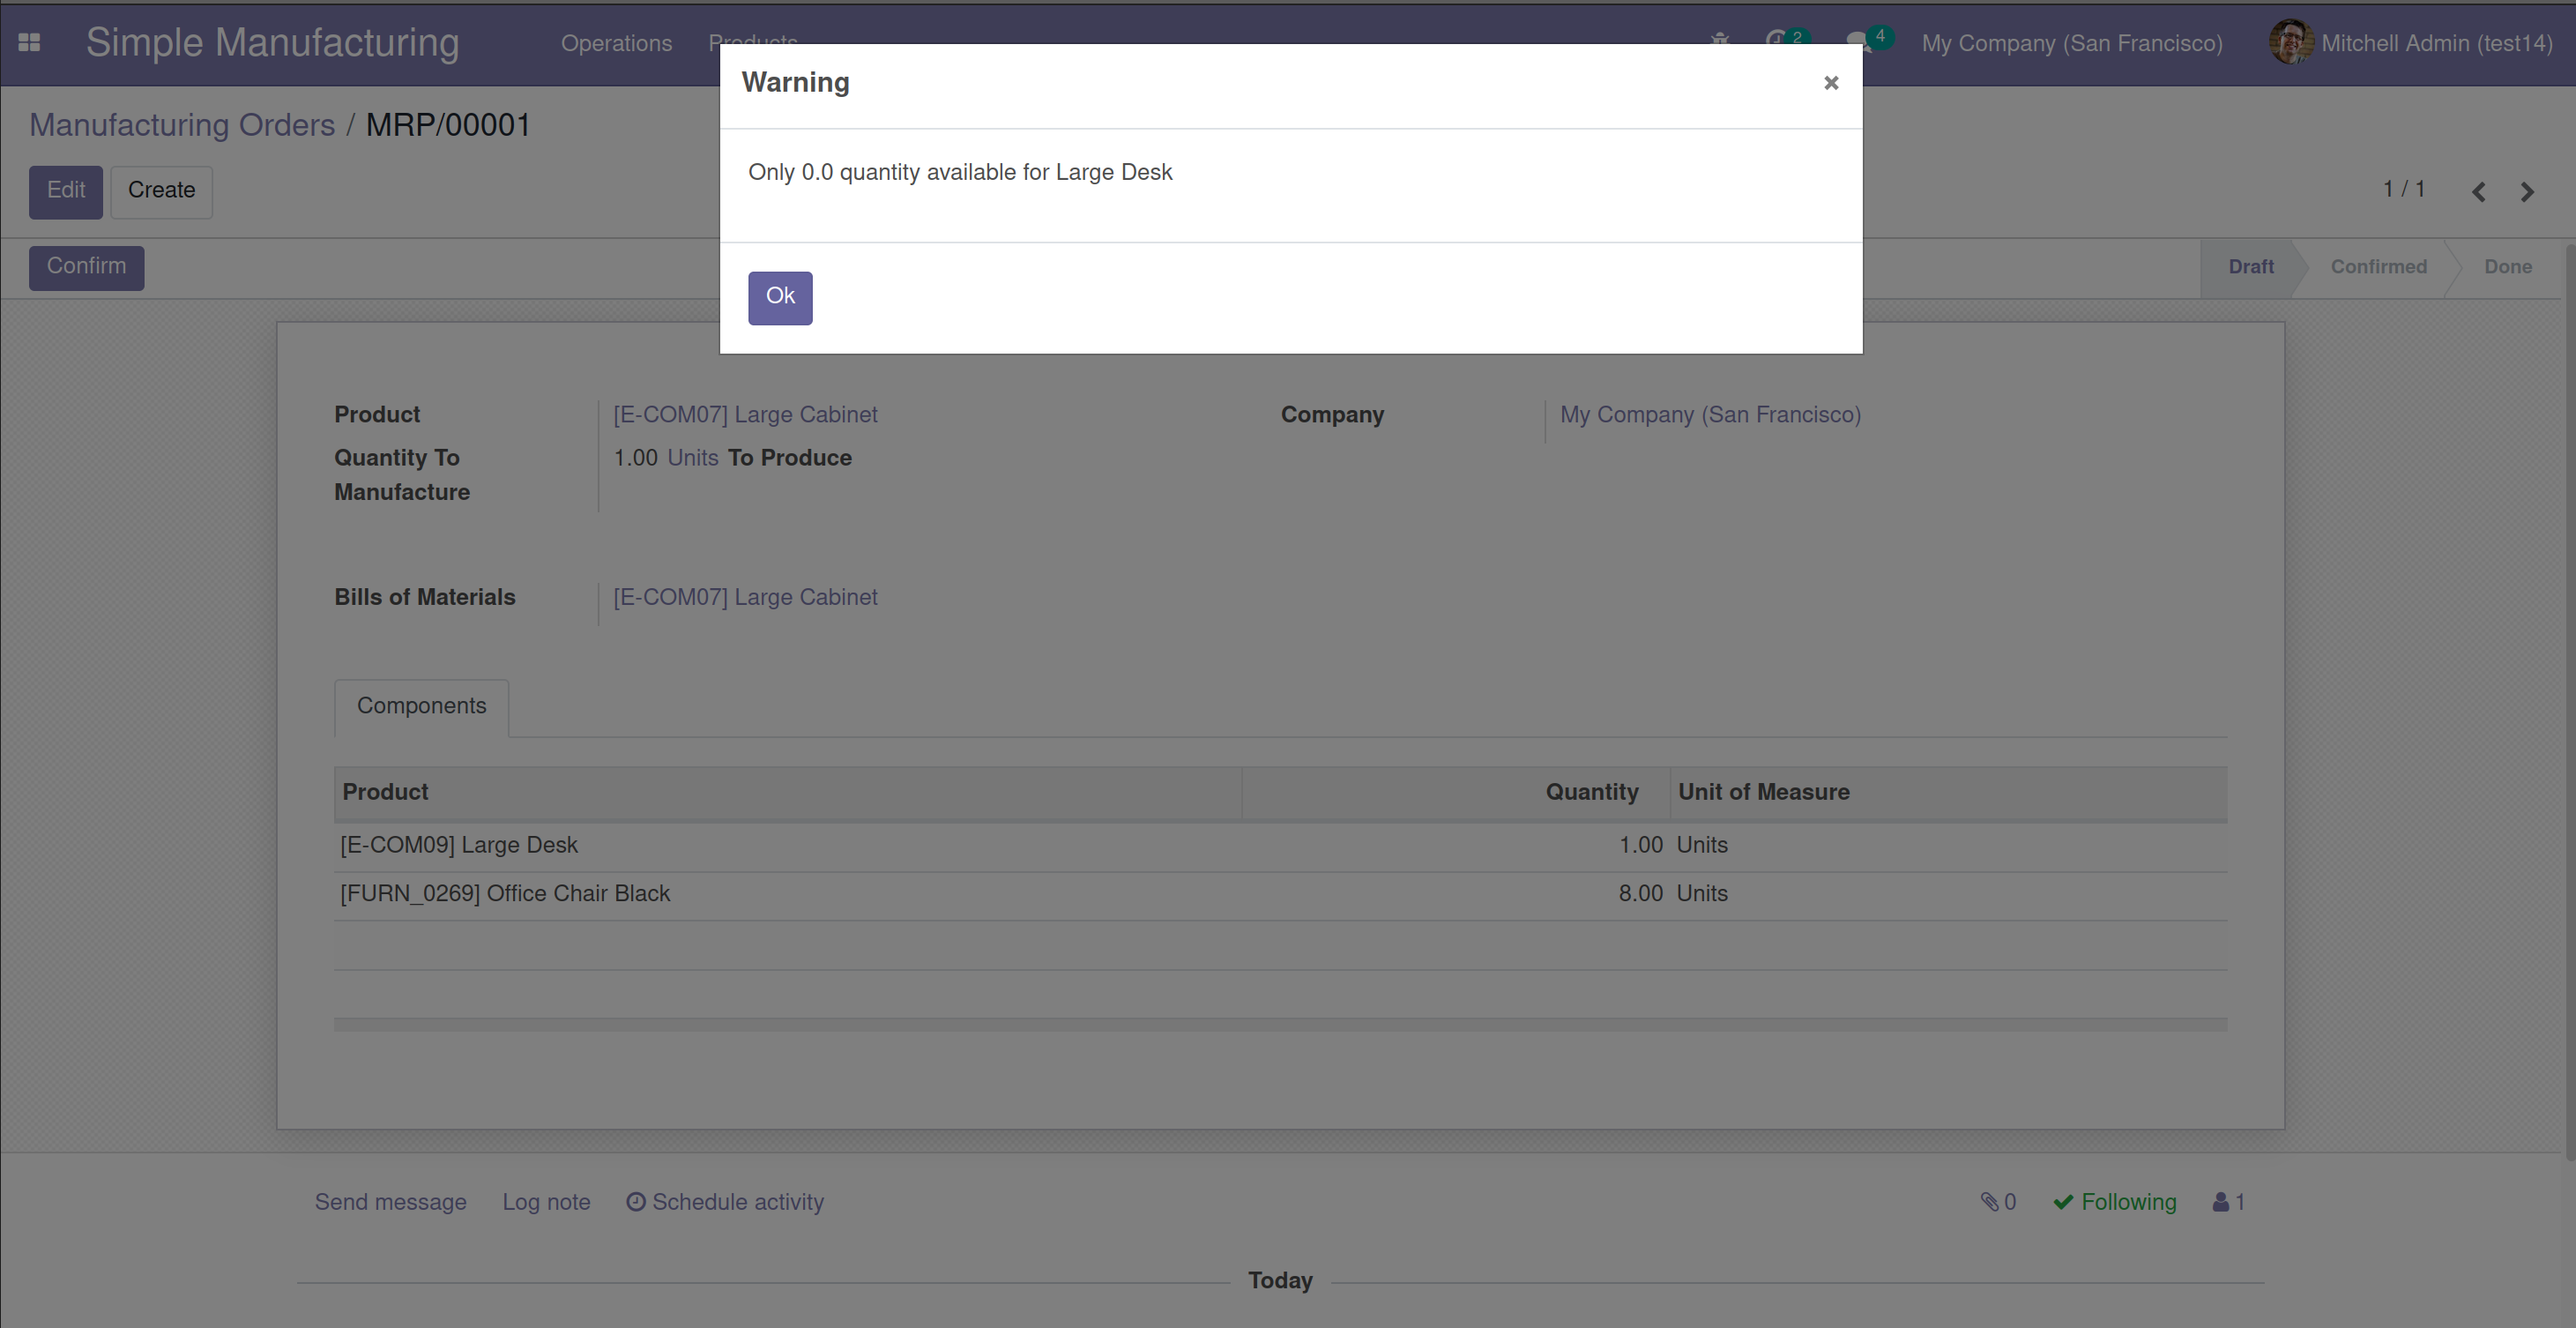 Simple Manufacturing Operations Products 2 4 My Company (San Francisco) Mitchell Admin (test14)
Warning ×
Manufacturing Orders / MRP/00001
Only 0.0 quantity available for Large Desk
Edit Create 1 / 1
Confirm Draft Confirmed Done
Ok
Product [E-COM07] Large Cabinet Company My Company (San Francisco)
Quantity To 1.00 Units To Produce
Manufacture
Bills of Materials [E-COM07] Large Cabinet
Components
Product Quantity Unit of Measure
[E-COM09] Large Desk 1.00 Units
[FURN_0269] Office Chair Black 8.00 Units
Send message Log note Schedule activity 0 Following 1
Today